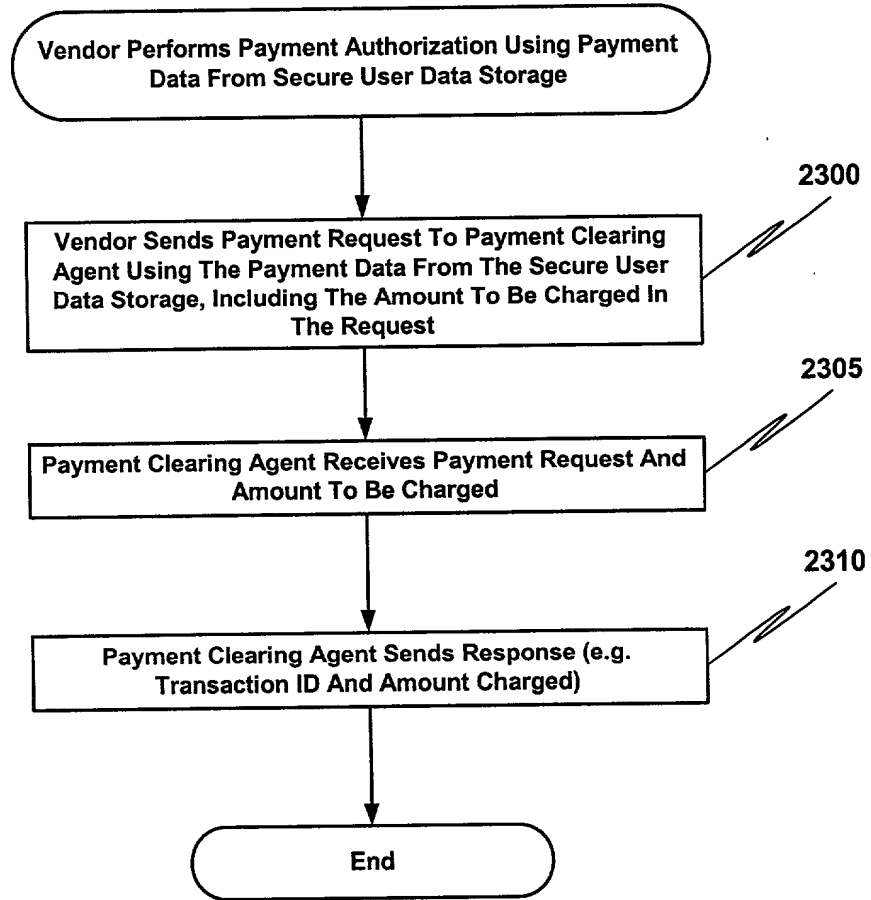 Vendor Performs Payment Authorization Using Payment
Data From Secure User Data Storage
2300
Vendor Sends Payment Request To Payment Clearing
Agent Using The Payment Data From The Secure User
Data Storage, Including The Amount To Be Charged In
The Request
2305
Payment Clearing Agent Receives Payment Request And
Amount To Be Charged
2310
Payment Clearing Agent Sends Response (e.g.
Transaction ID And Amount Charged)
End